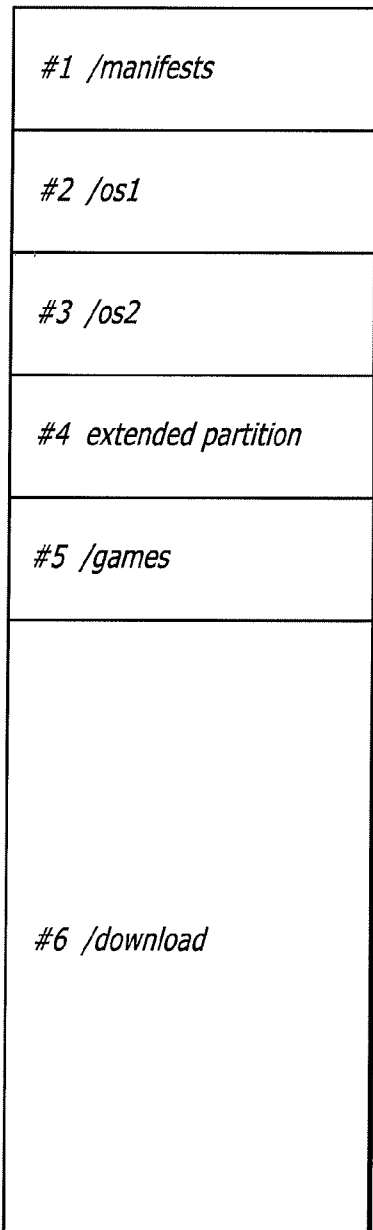 #1 /manifests
#2 /os1
#3 /os2
#4 extended partition
#5 /games
#6 /download